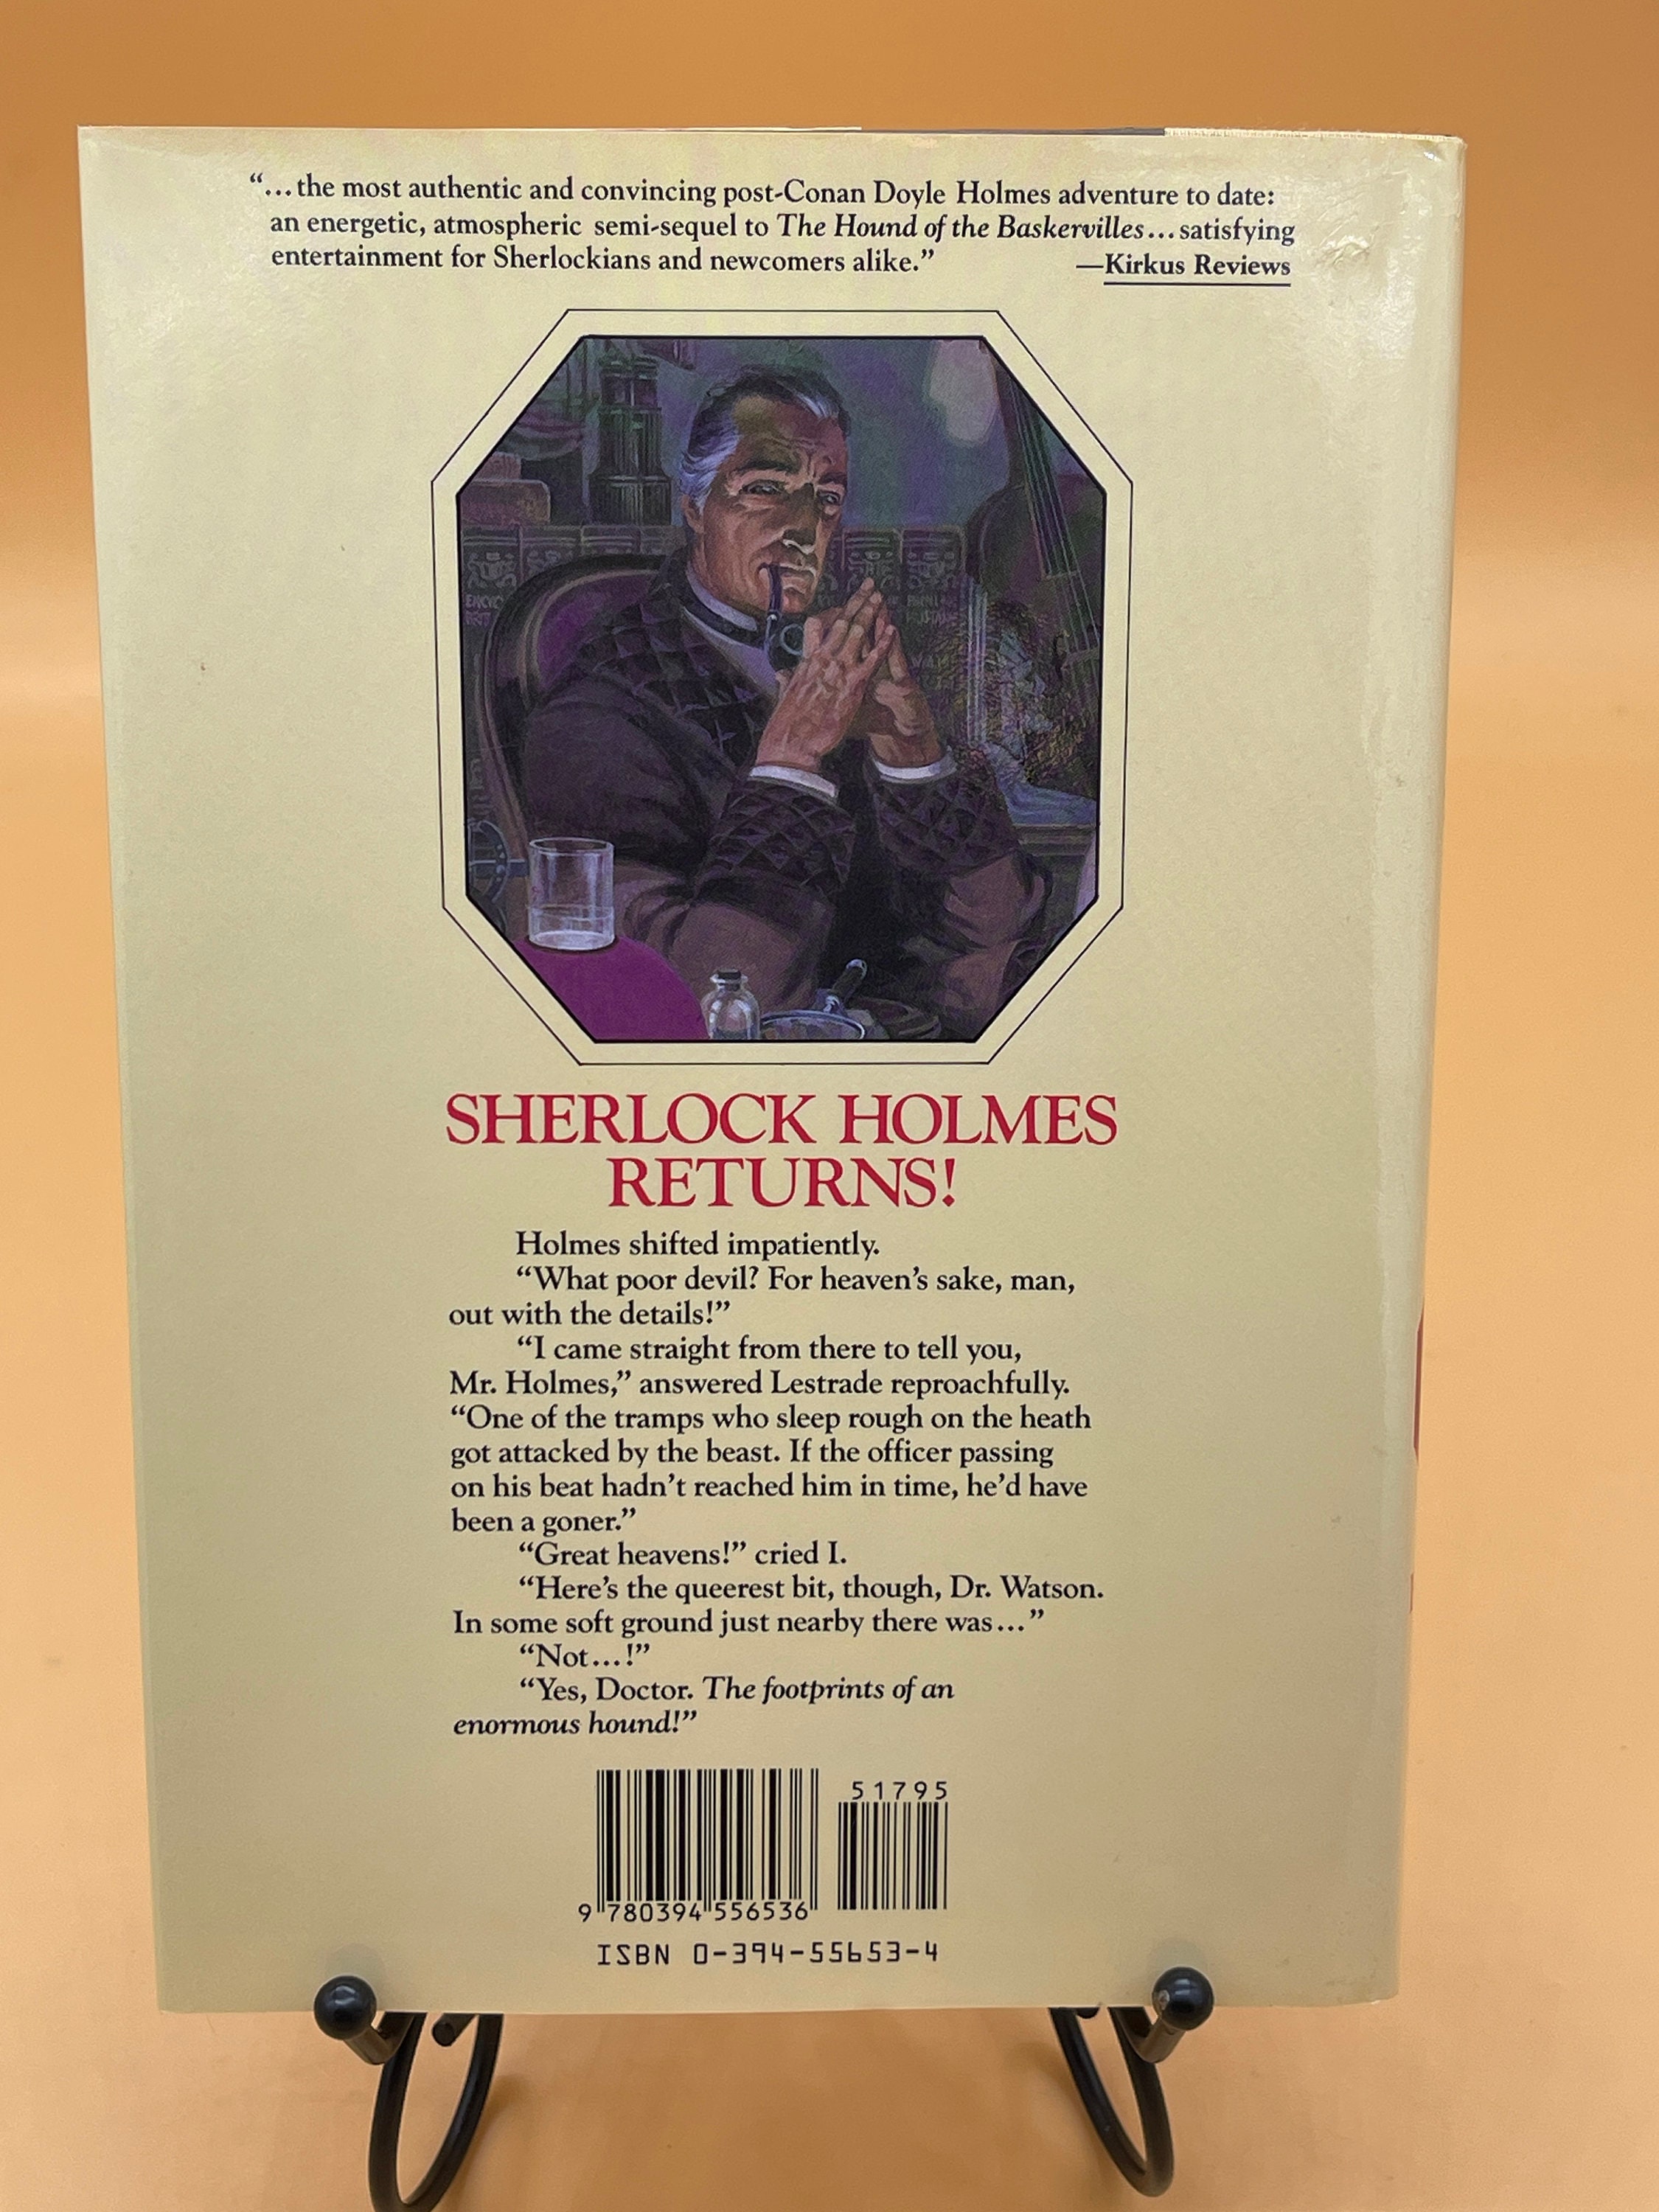 “...the most authentic and convincing post-Conan Doyle Holmes adventure to date:
an energetic, atmospheric semi-sequel to The Hound of the Baskervilles...satisfying
entertainment for Sherlockians and newcomers alike.” —Kirkus Reviews
SHERLOCK HOLMES
RETURNS!
Holmes shifted impatiently.
“What poor devil? For heaven’s sake, man,
out with the details!”
“I came straight from there to tell you,
Mr. Holmes,” answered Lestrade reproachfully.
“One of the tramps who sleep rough on the heath
got attacked by the beast. If the officer passing
on his beat hadn’t reached him in time, he’d have
been a goner.”
“Great heavens!” cried I.
“Here’s the queerest bit, though, Dr. Watson.
In some soft ground just nearby there was...”
“Not...!”
“Yes, Doctor. The footprints of an
enormous hound!”
51795
9 780394 556536
ISBN 0-394-55653-4